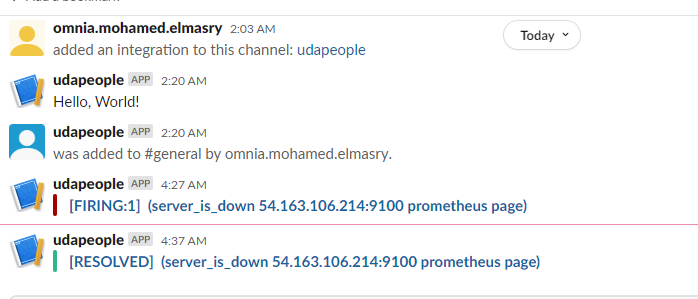 omnia.mohamed.elmasry 2:03 AM
added an integration to this channel: udapeople
Today
udapeople APP 2:20 AM
Hello, World!
udapeople APP 2:20 AM
was added to #general by omnia.mohamed.elmasry.
udapeople APP 4:27 AM
[FIRING:1] (server_is_down 54.163.106.214:9100 prometheus page)
udapeople APP 4:37 AM
[RESOLVED] (server_is_down 54.163.106.214:9100 prometheus page)